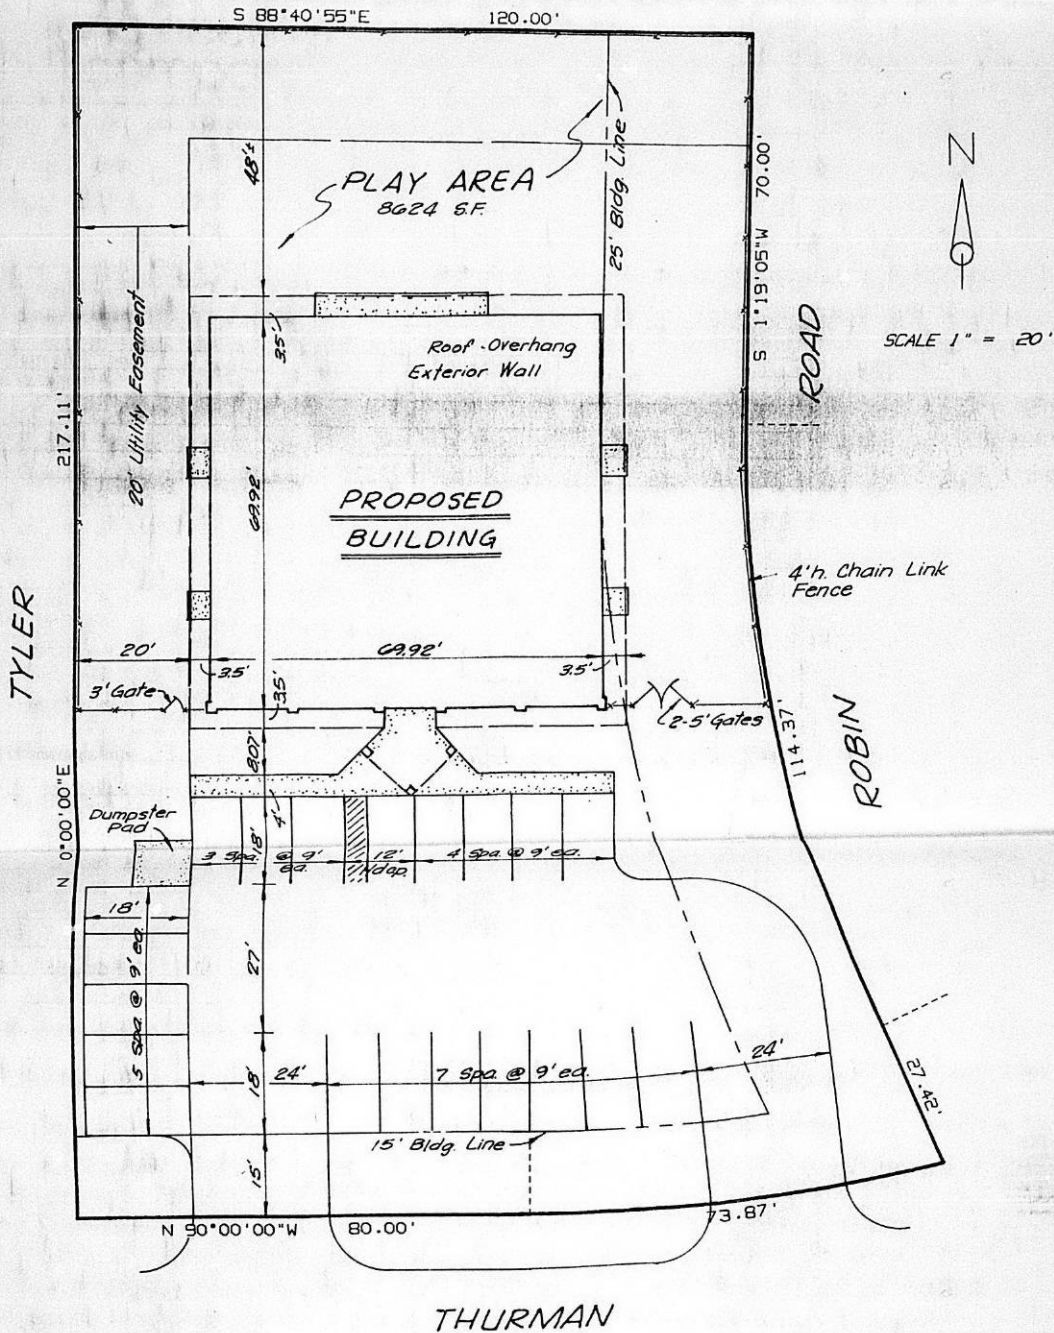 S 88°40'55"E 120.00'
25' Bldg. Line
48'±
PLAY AREA
8624 S.F.
70.00'
S 1°19'05"W
N
SCALE 1" = 20'
20' Utility Easement
3.5'
Roof Overhang
Exterior Wall
ROAD
217.11'
69.92'
PROPOSED
BUILDING
4' h. Chain Link
Fence
TYLER
20'
69.92'
3.5'
3.5'
3' Gate
3.5'
2-5' Gates
114.37'
ROBIN
8.07'
N 0°00'00"E
Dumpster
Pad
4'
18'
3 Spa. @ 9'
ea.
12'
Hdcp.
4 Spa. @ 9' ea.
18'
5 Spa. @ 9' ea.
27'
24'
7 Spa. @ 9' ea.
24'
18'
27.42'
15' Bldg. Line
15'
N 90°00'00"W 80.00'
73.87'
THURMAN